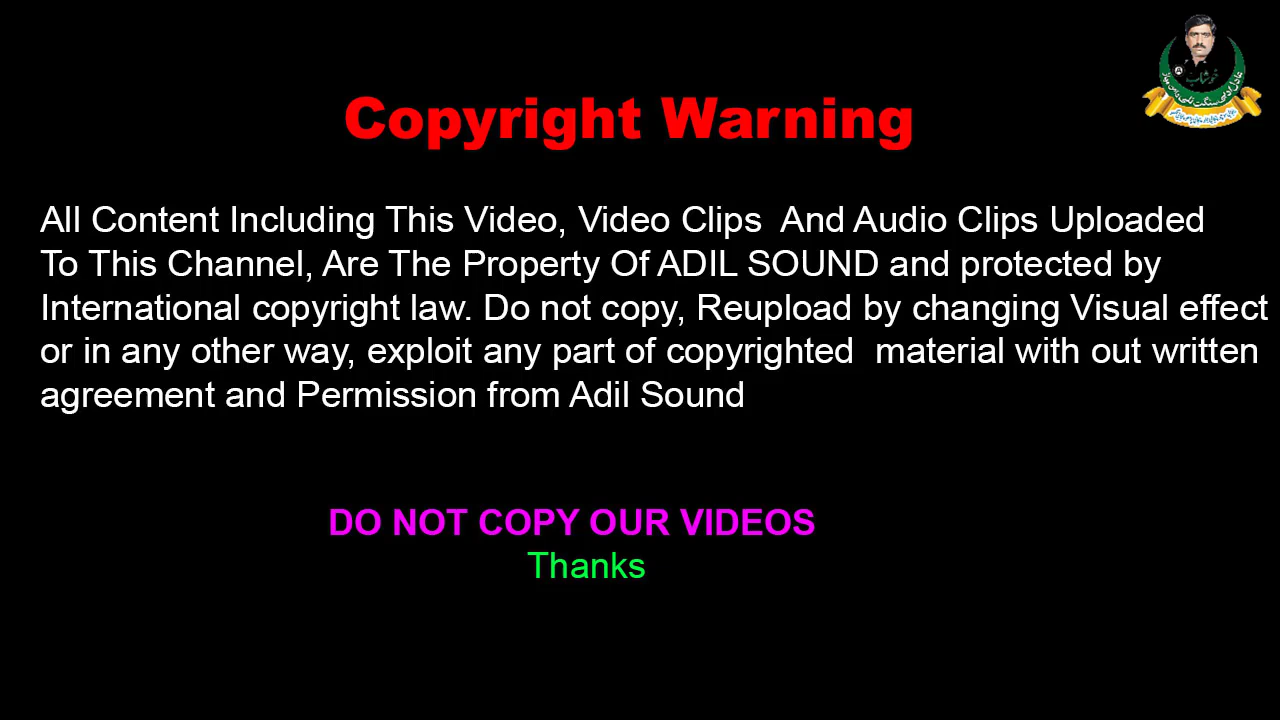 Copyright Warning
All Content Including This Video, Video Clips  And Audio Clips Uploaded
To This Channel, Are The Property Of ADIL SOUND and protected by
International copyright law. Do not copy, Reupload by changing Visual effect
or in any other way, exploit any part of copyrighted  material with out written
agreement and Permission from Adil Sound
DO NOT COPY OUR VIDEOS
Thanks
خوشاب